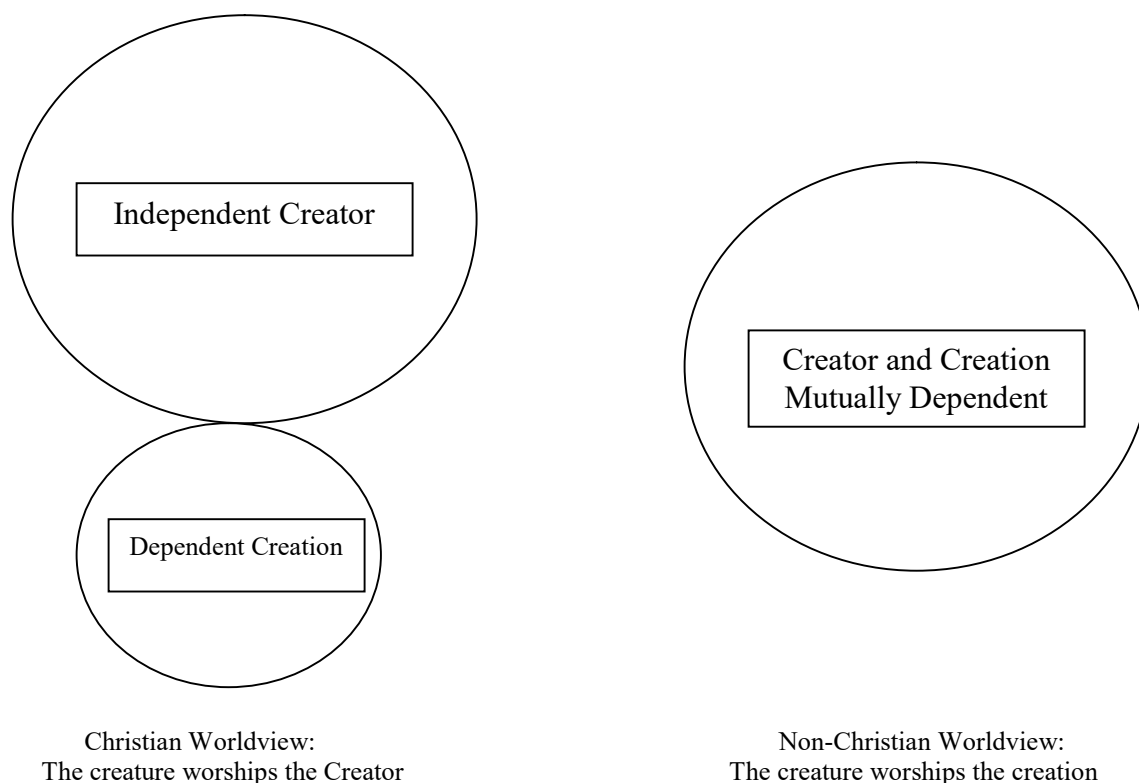 Independent Creator
Dependent Creation
Christian Worldview:
The creature worships the Creator
Creator and Creation
Mutually Dependent
Non-Christian Worldview:
The creature worships the creation